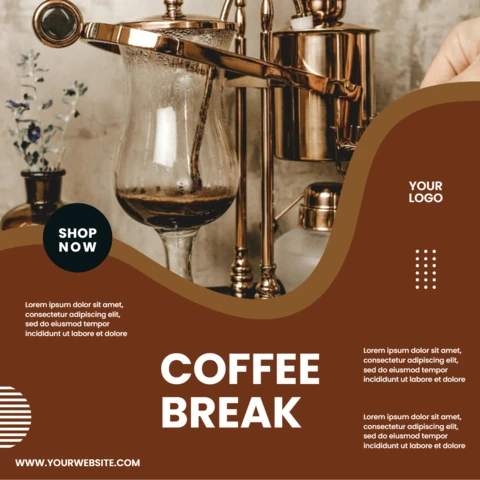 YOUR
LOGO
SHOP
NOW
Lorem ipsum dolor sit amet,
consectetur adipiscing elit,
sed do eiusmod tempor
incididunt ut labore et dolore
COFFEE
BREAK
Lorem ipsum dolor sit amet,
consectetur adipiscing elit,
sed do eiusmod tempor
incididunt ut labore et dolore
Lorem ipsum dolor sit amet,
consectetur adipiscing elit,
sed do eiusmod tempor
incididunt ut labore et dolore
WWW.YOURWEBSITE.COM